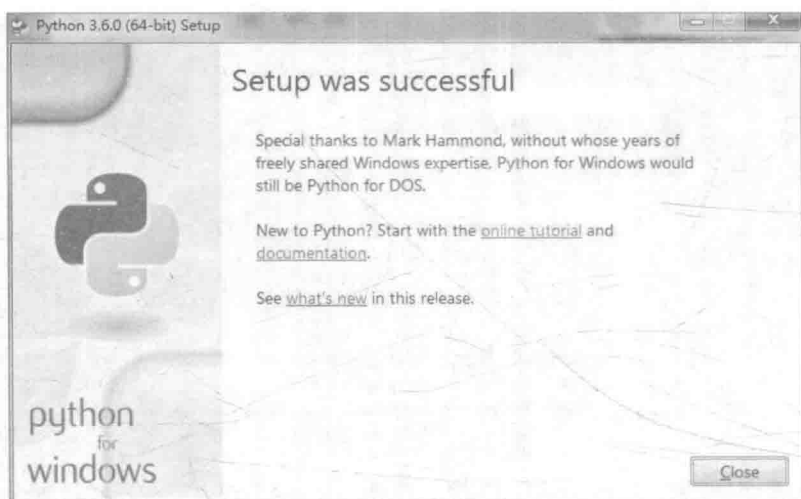 Python 3.6.0 (64-bit) Setup
Setup was successful
Special thanks to Mark Hammond, without whose years of
freely shared Windows expertise, Python for Windows would
still be Python for DOS.
New to Python? Start with the online tutorial and
documentation.
See what's new in this release.
python
for
windows
Close